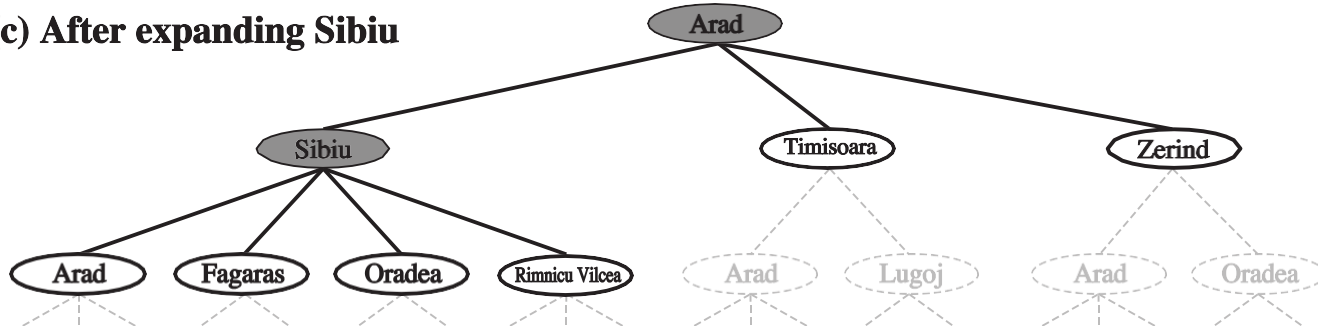 c) After expanding Sibiu
Arad
Sibiu
Timisoara
Zerind
Arad
Fagaras
Oradea
Rimnicu Vilcea
Arad
Lugoj
Arad
Oradea